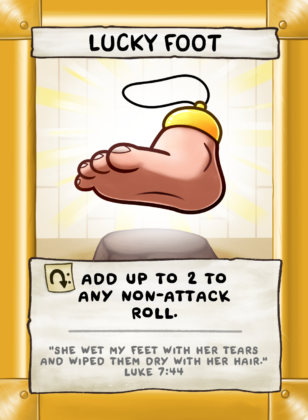 LUCKY FOOT
ADD UP TO 2 TO
ANY NON-ATTACK
ROLL.
"SHE WET MY FEET WITH HER TEARS
AND WIPED THEM DRY WITH HER HAIR."
LUKE 7:44